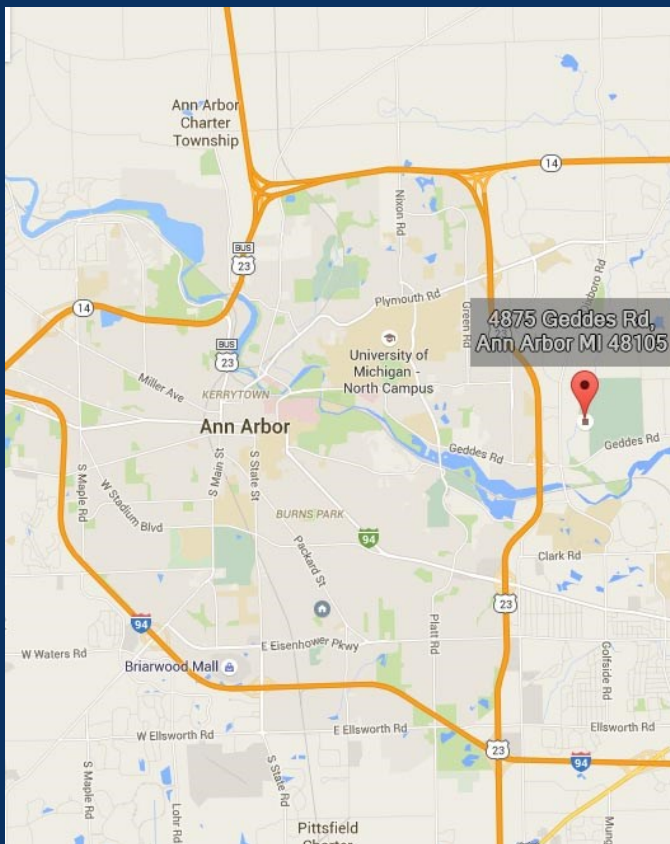 Ann Arbor
Charter
Township
14
Nixon Rd
BUS
23
Plymouth Rd
14
Green Rd
23
4875 Geddes Rd,
Ann Arbor MI 48105
BUS
23
University of
Michigan -
North Campus
Miller Ave
KERRYTOWN
Ann Arbor
Geddes Rd
Geddes Rd
S Maple Rd
S Main St
S State St
W Stadium Blvd
BURNS PARK
94
Packard St
Clark Rd
23
94
Platt Rd
E Eisenhower Pkwy
W Waters Rd
Briarwood Mall
Golfside Rd
W Ellsworth Rd
E Ellsworth Rd
Ellsworth Rd
23
94
S Maple Rd
Lohr Rd
S State Rd
Pittsfield